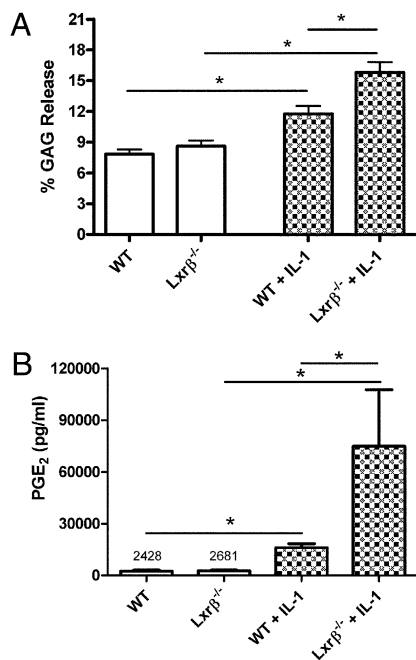 A
% GAG Release
21
18
15
12
9
6
3
0
*
*
*
WT
Lxrβ-/-
WT + IL-1
Lxrβ-/- + IL-1
B
PGE2 (pg/ml)
120000
90000
60000
30000
0
*
*
*
2428
2681
WT
Lxrβ-/-
WT + IL-1
Lxrβ-/- + IL-1